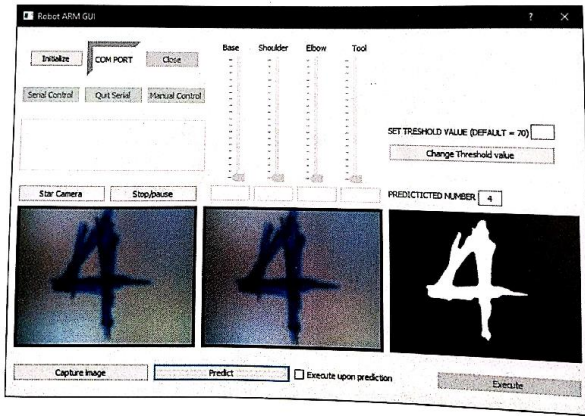 Robot ARM GUI
Initialize COM PORT Close
Base Shoulder Elbow Tool
Serial Control Quit Serial Manual Control
SET TRESHOLD VALUE (DEFAULT = 70)
Change Threshold value
Star Camera Stop/pause
PREDICTICTED NUMBER 4
4 4 4
Capture image Predict Execute upon prediction Execute